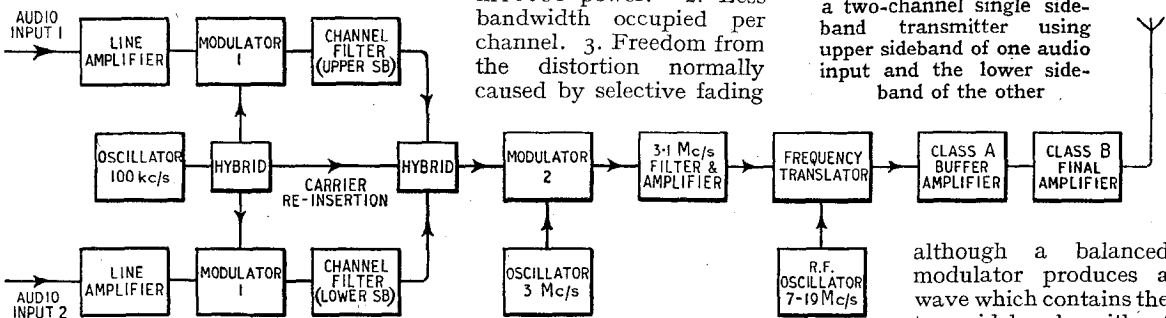 AUDIO
INPUT 1
LINE
AMPLIFIER
MODULATOR
1
CHANNEL
FILTER
(UPPER SB)
bandwidth occupied per
channel. 3. Freedom from
the distortion normally
caused by selective fading
a two-channel single side-
band transmitter using
upper sideband of one audio
input and the lower side-
band of the other
OSCILLATOR
100 kc/s
HYBRID
CARRIER
RE-INSERTION
HYBRID
MODULATOR
2
3·1 Mc/s
FILTER &
AMPLIFIER
FREQUENCY
TRANSLATOR
CLASS A
BUFFER
AMPLIFIER
CLASS B
FINAL
AMPLIFIER
AUDIO
INPUT 2
LINE
AMPLIFIER
MODULATOR
1
CHANNEL
FILTER
(LOWER SB)
OSCILLATOR
3 Mc/s
R.F.
OSCILLATOR
7-19 Mc/s
although a balanced
modulator produces a
wave which contains the